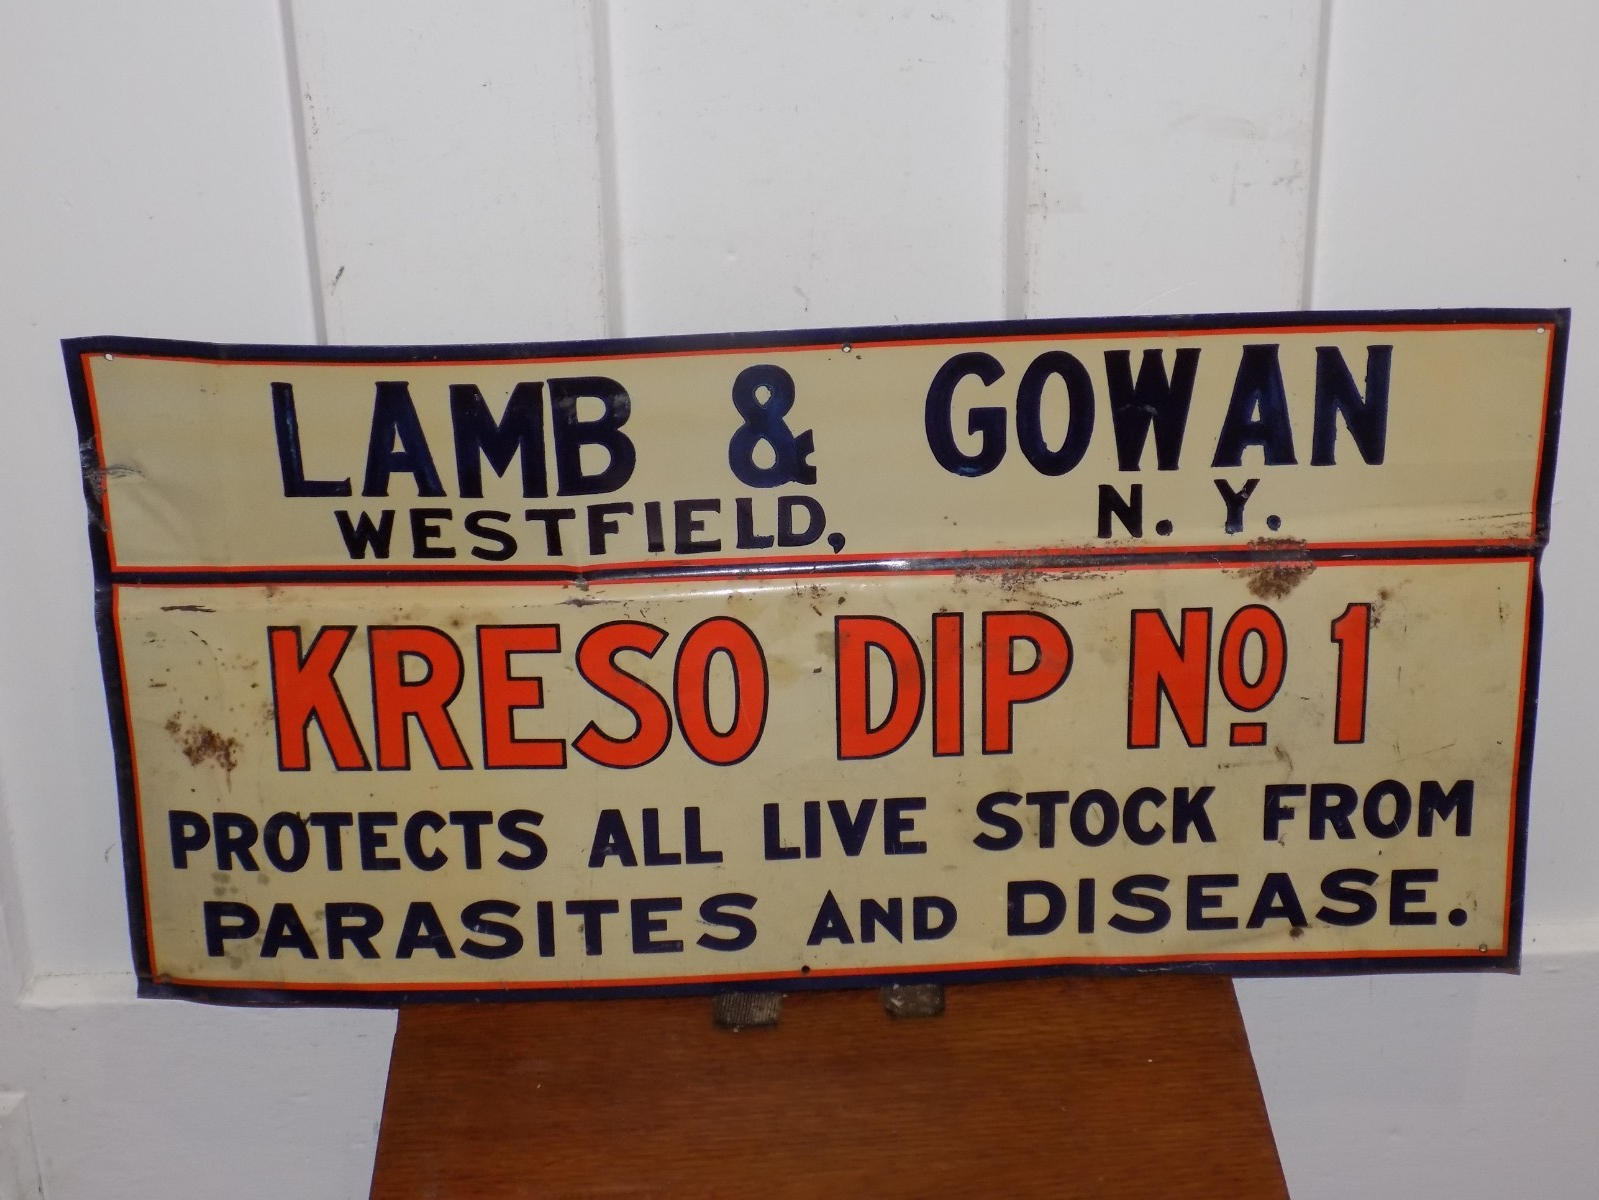 LAMB & GOWAN
WESTFIELD, N. Y.
KRESO DIP No 1
PROTECTS ALL LIVE STOCK FROM
PARASITES AND DISEASE.